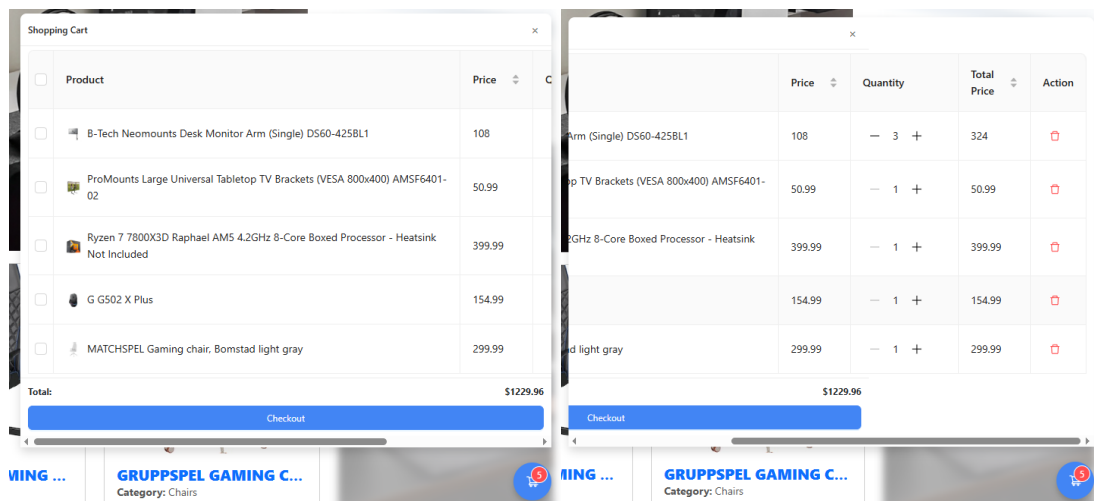 Shopping Cart ×
Product Price Q
B-Tech Neomounts Desk Monitor Arm (Single) DS60-425BL1 108
ProMounts Large Universal Tabletop TV Brackets (VESA 800x400) AMSF6401-
02
50.99
Ryzen 7 7800X3D Raphael AM5 4.2GHz 8-Core Boxed Processor - Heatsink
Not Included
399.99
G G502 X Plus 154.99
MATCHSPEL Gaming chair, Bomstad light gray 299.99
Total: $1229.96
Checkout
MING ...
GRUPPSPEL GAMING C...
Category: Chairs
5
×
Price Quantity Total
Price
Action
Arm (Single) DS60-425BL1 108 — 3 + 324
op TV Brackets (VESA 800x400) AMSF6401-
50.99 — 1 + 50.99
2GHz 8-Core Boxed Processor - Heatsink
399.99 — 1 + 399.99
154.99 — 1 + 154.99
d light gray 299.99 — 1 + 299.99
$1229.96
Checkout
MING ...
GRUPPSPEL GAMING C...
Category: Chairs
5